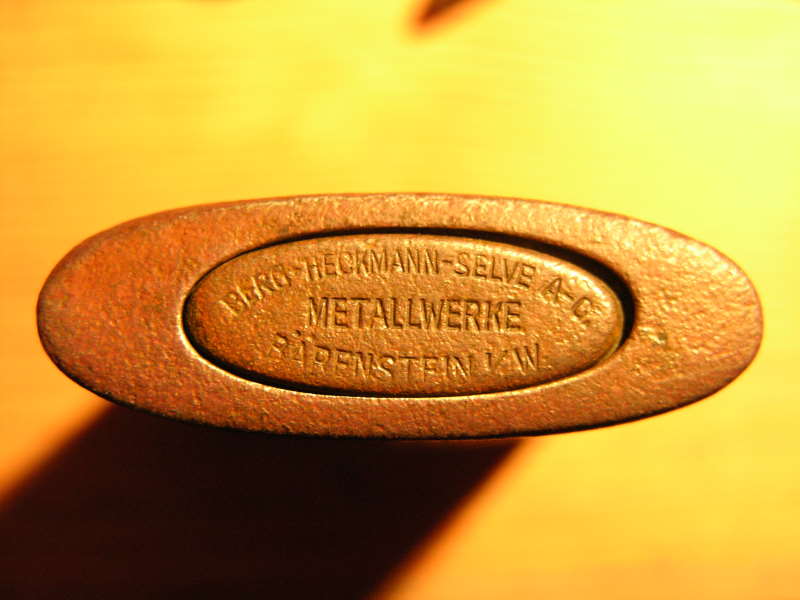 BERG-HECKMANN-SELVE A-G.
METALLWERKE
BÄRENSTEIN I/W.